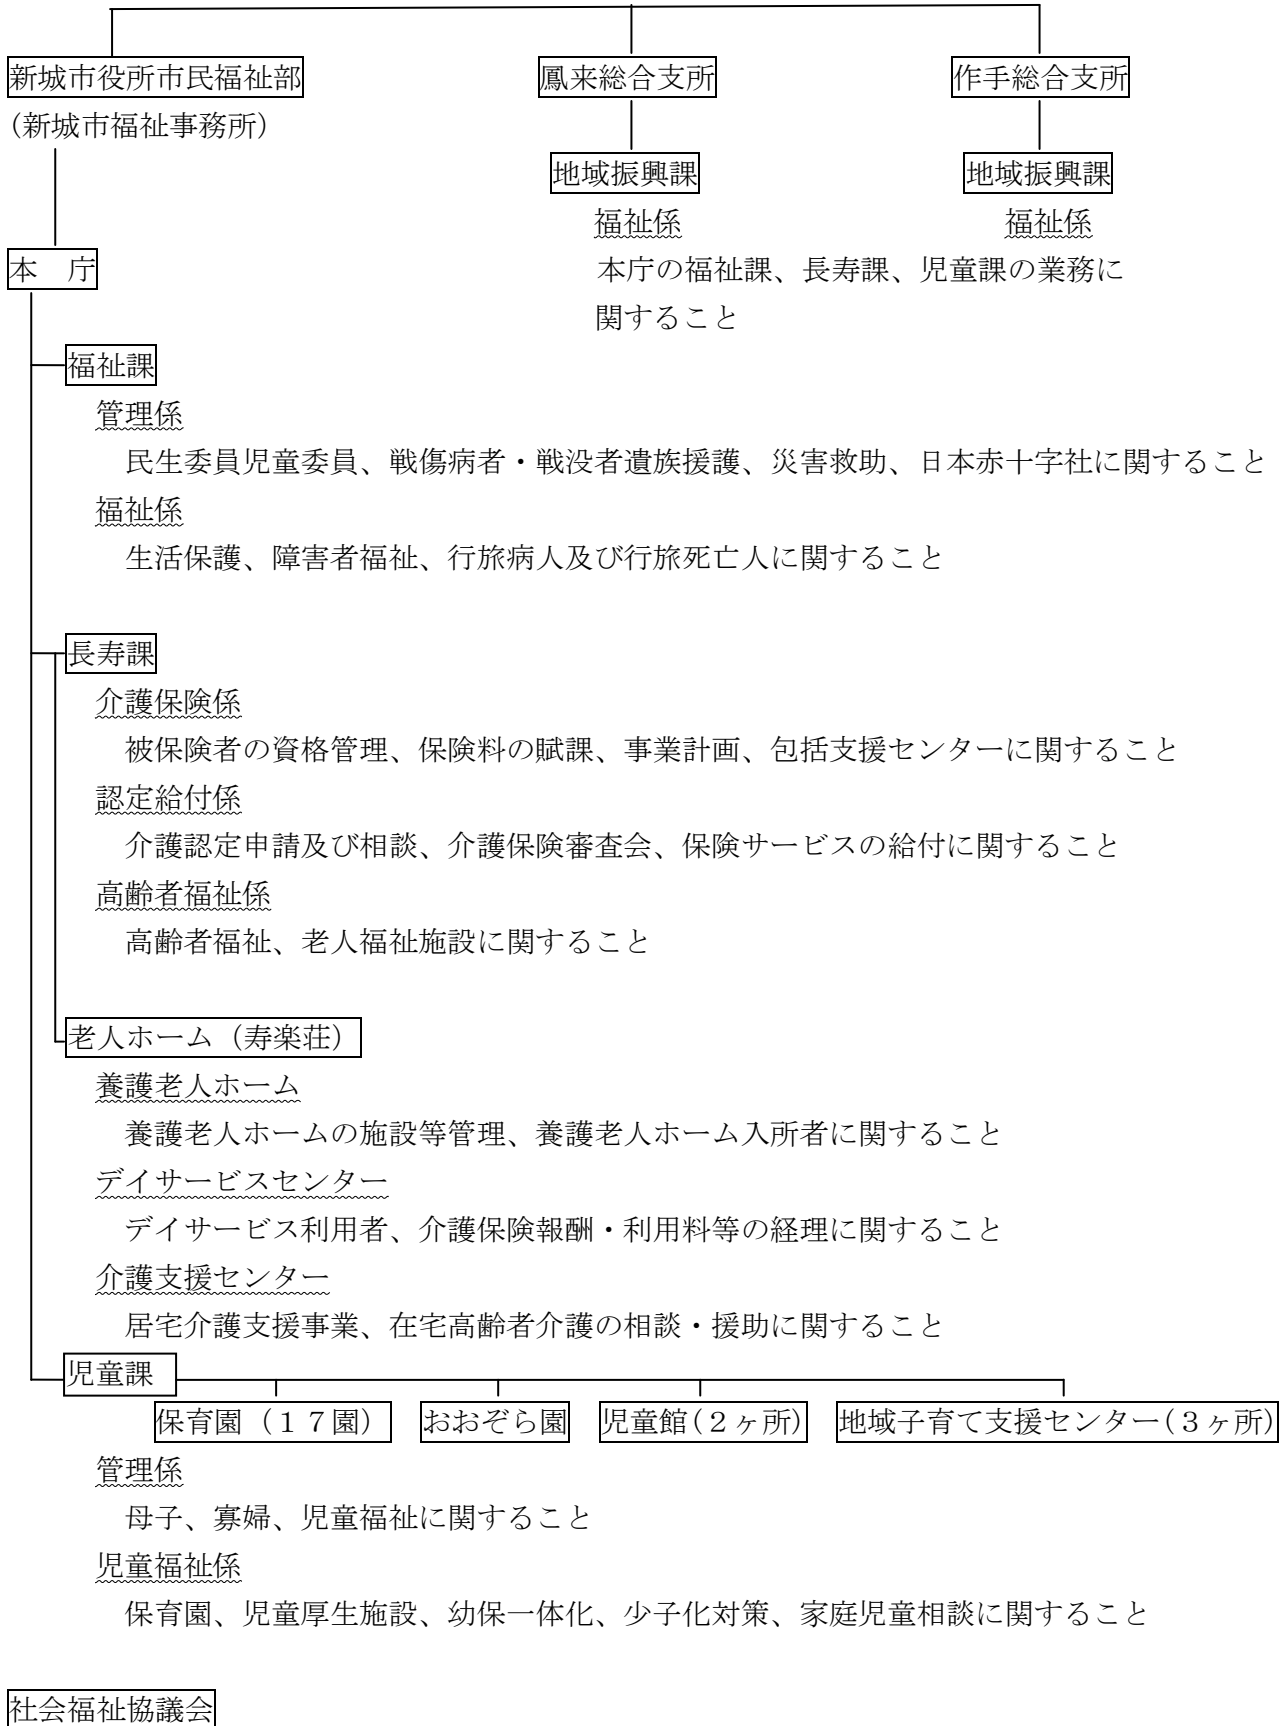 新城市役所市民福祉部 鳳来総合支所 作手総合支所
(新城市福祉事務所)
地域振興課 地域振興課
福祉係 福祉係
本　庁 本庁の福祉課、長寿課、児童課の業務に
関すること
福祉課
管理係
民生委員児童委員、戦傷病者・戦没者遺族援護、災害救助、日本赤十字社に関すること
福祉係
生活保護、障害者福祉、行旅病人及び行旅死亡人に関すること
長寿課
介護保険係
被保険者の資格管理、保険料の賦課、事業計画、包括支援センターに関すること
認定給付係
介護認定申請及び相談、介護保険審査会、保険サービスの給付に関すること
高齢者福祉係
高齢者福祉、老人福祉施設に関すること
老人ホーム（寿楽荘）
養護老人ホーム
養護老人ホームの施設等管理、養護老人ホーム入所者に関すること
デイサービスセンター
デイサービス利用者、介護保険報酬・利用料等の経理に関すること
介護支援センター
居宅介護支援事業、在宅高齢者介護の相談・援助に関すること
児童課
保育園（１７園） おおぞら園 児童館(２ヶ所) 地域子育て支援センター(３ヶ所)
管理係
母子、寡婦、児童福祉に関すること
児童福祉係
保育園、児童厚生施設、幼保一体化、少子化対策、家庭児童相談に関すること
社会福祉協議会